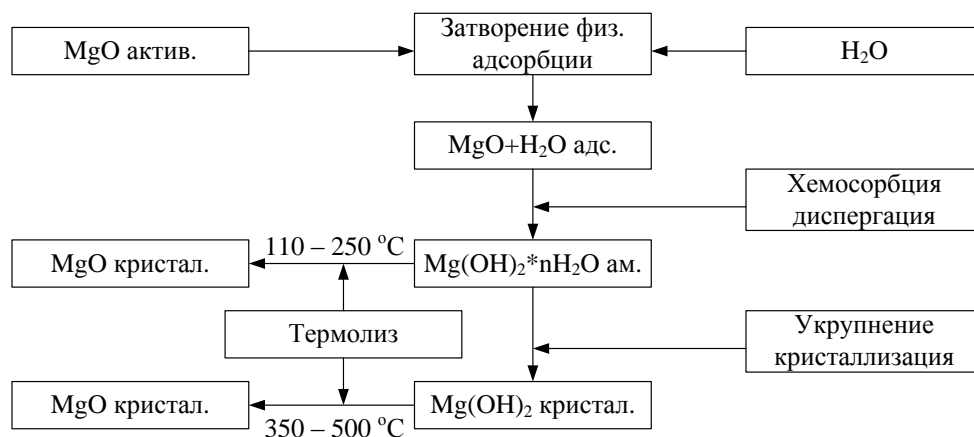 MgO актив.
Затворение физ.
адсорбции
H₂O
MgO+H₂O адс.
Хемосорбция
диспергация
MgO кристал.
110 – 250 °C
Mg(OH)₂*nH₂O ам.
Термолиз
Укрупнение
кристаллизация
MgO кристал.
350 – 500 °C
Mg(OH)₂ кристал.